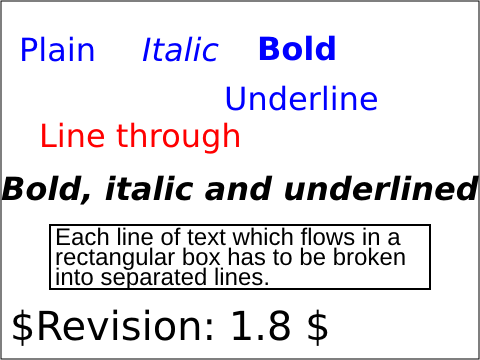 Plain Italic Bold
Underline
Line through
Bold, italic and underlined
Each line of text which flows in a
rectangular box has to be broken
into separated lines.
$Revision: 1.8 $